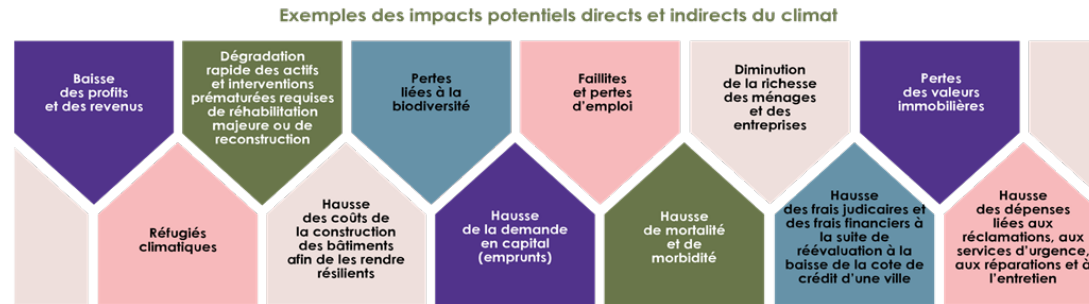 Exemples des impacts potentiels directs et indirects du climat
Baisse
des profits
et des revenus
Dégradation
rapide des actifs
et interventions
prématurées requises
de réhabilitation
majeure ou de
reconstruction
Pertes
liées à la
biodiversité
Faillites
et pertes
d'emploi
Diminution
de la richesse
des ménages
et des
entreprises
Pertes
des valeurs
immobilières
Réfugiés
climatiques
Hausse
des coûts de
la construction
des bâtiments
afin de les rendre
résilients
Hausse
de la demande
en capital
(emprunts)
Hausse
de mortalité
et de
morbidité
Hausse
des frais judicaires et
des frais financiers à
la suite de
réévaluation à la
baisse de la cote de
crédit d'une ville
Hausse
des dépenses
liées aux
réclamations, aux
services d'urgence,
aux réparations et à
l'entretien